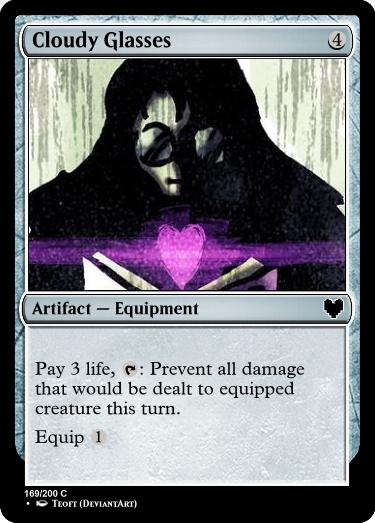 Cloudy Glasses 4
Artifact — Equipment
Pay 3 life, : Prevent all damage
that would be dealt to equipped
creature this turn.
Equip 1
169/200 C
• Teoft (DeviantArt)